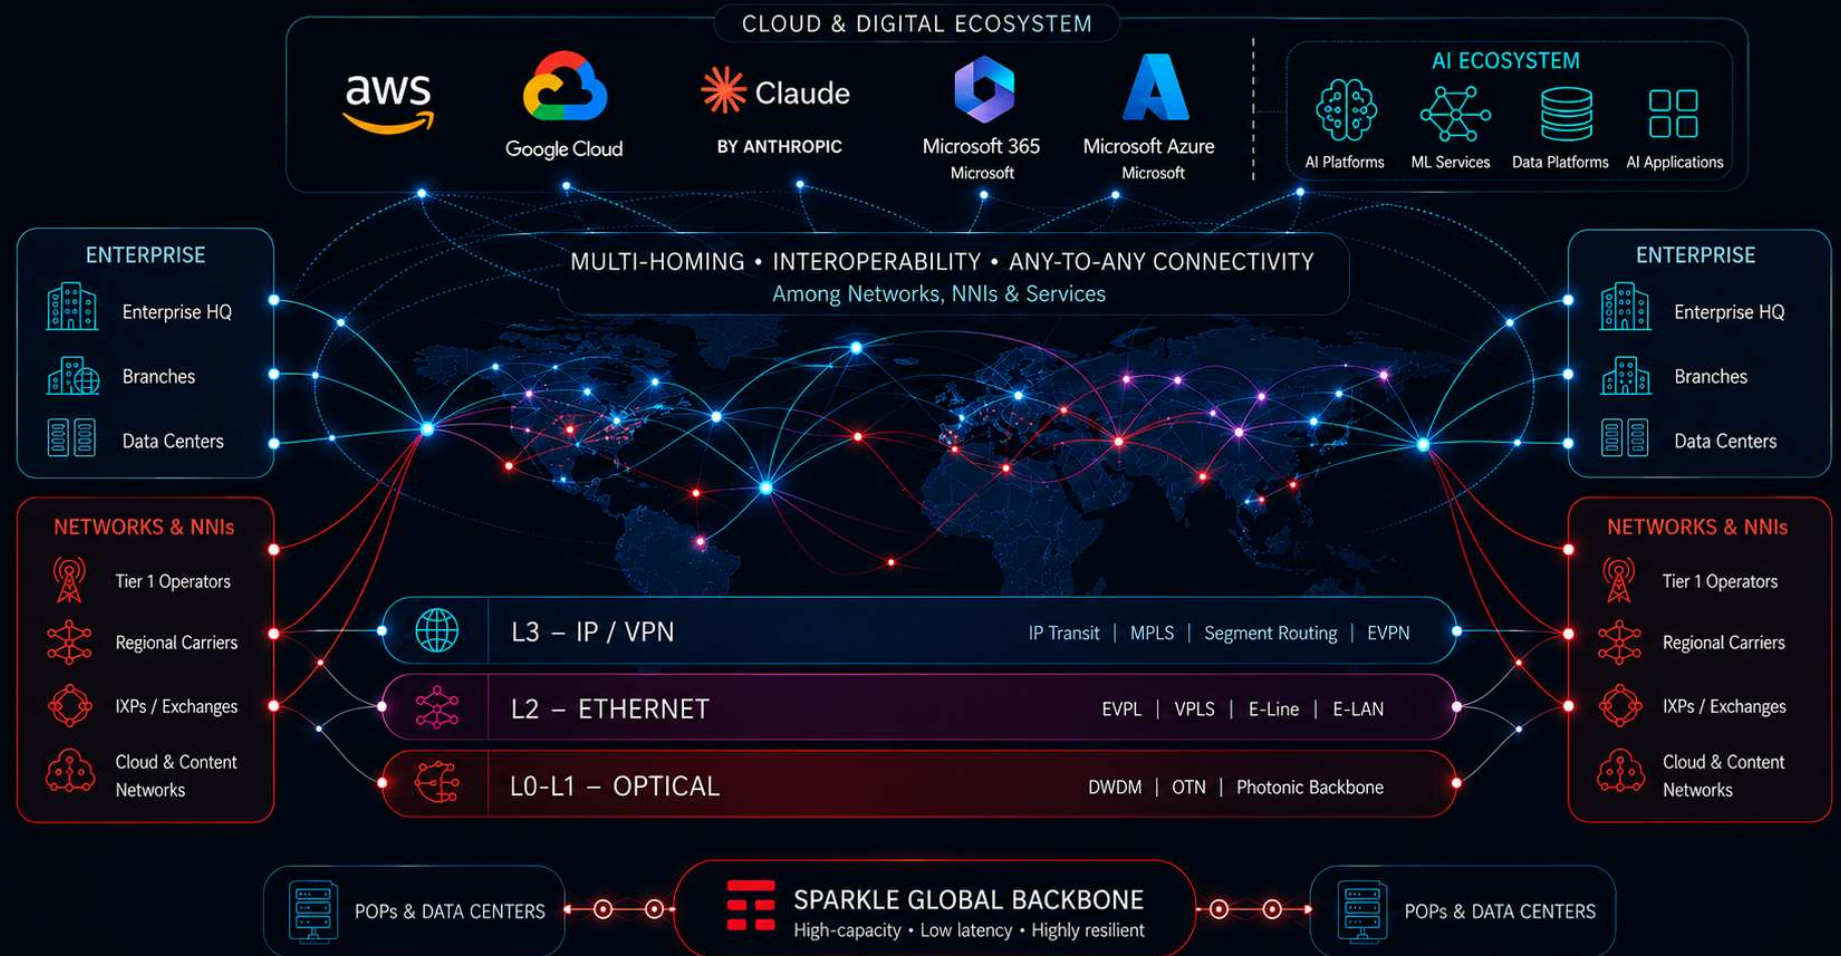 CLOUD & DIGITAL ECOSYSTEM
aws
Google Cloud
Claude
BY ANTHROPIC
Microsoft 365
Microsoft
Microsoft Azure
Microsoft
AI ECOSYSTEM
AI Platforms
ML Services
Data Platforms
AI Applications
MULTI-HOMING • INTEROPERABILITY • ANY-TO-ANY CONNECTIVITY
Among Networks, NNIs & Services
ENTERPRISE
Enterprise HQ
Branches
Data Centers
NETWORKS & NNIs
Tier 1 Operators
Regional Carriers
IXPs / Exchanges
Cloud & Content
Networks
ENTERPRISE
Enterprise HQ
Branches
Data Centers
NETWORKS & NNIs
Tier 1 Operators
Regional Carriers
IXPs / Exchanges
Cloud & Content
Networks
L3 – IP / VPN
IP Transit | MPLS | Segment Routing | EVPN
L2 – ETHERNET
EVPL | VPLS | E-Line | E-LAN
L0-L1 – OPTICAL
DWDM | OTN | Photonic Backbone
POPs & DATA CENTERS
SPARKLE GLOBAL BACKBONE
High-capacity • Low latency • Highly resilient
POPs & DATA CENTERS